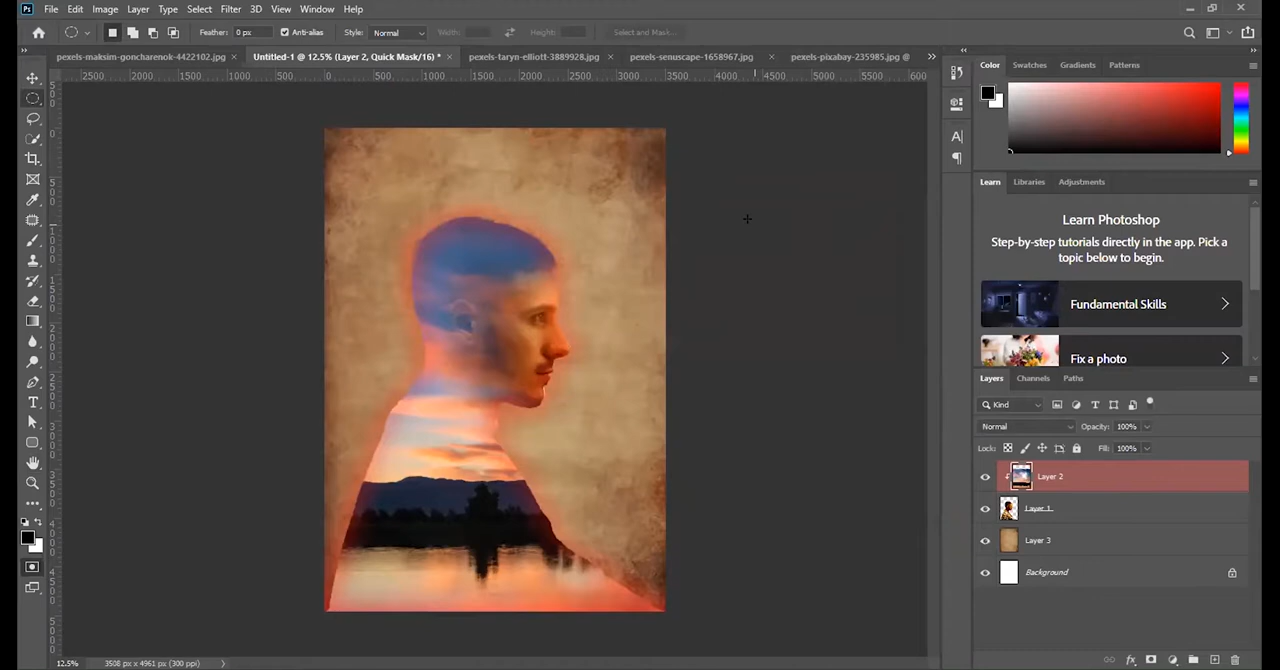 Ps File Edit Image Layer Type Select Filter 3D View Window Help
Feather: 0 px Anti-alias Style: Normal Width: Height: Select and Mask...
pexels-maksim-goncharenok-4422102.jpg × Untitled-1 @ 12.5% (Layer 2, Quick Mask/16) * × pexels-taryn-elliott-3889928.jpg × pexels-senuscape-1658967.jpg × pexels-pixabay-235985.jpg @
2500 2000 1500 1000 500 0 500 1000 1500 2000 2500 3000 3500 4000 4500 5000 5500 600
Color Swatches Gradients Patterns
Learn Libraries Adjustments
Learn Photoshop
Step-by-step tutorials directly in the app. Pick a
topic below to begin.
Fundamental Skills
Fix a photo
Layers Channels Paths
Kind
Normal Opacity: 100%
Lock: Fill: 100%
Layer 2
Layer 1
Layer 3
Background
12.5% 3508 px x 4961 px (300 ppi)